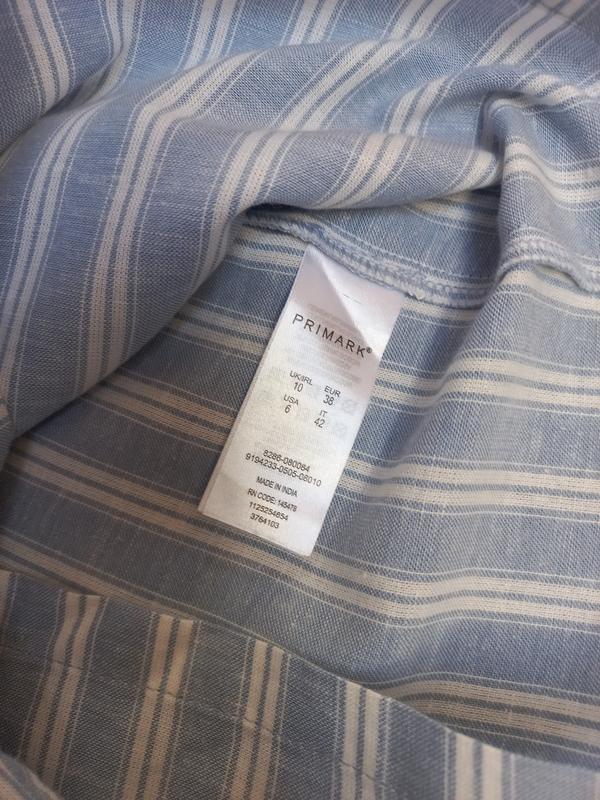 PRIMARK®
UK/IRL EUR
10 38
USA IT
6 42
8286-080084
9194233-0505-08010
MADE IN INDIA
RN CODE: 145478
1125254654
3764103